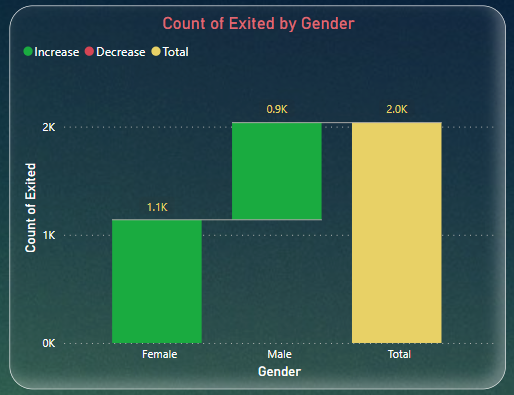 Count of Exited by Gender
Increase Decrease Total
0.9K 2.0K
2K
1.1K
1K
0K
Count of Exited
Female Male Total
Gender